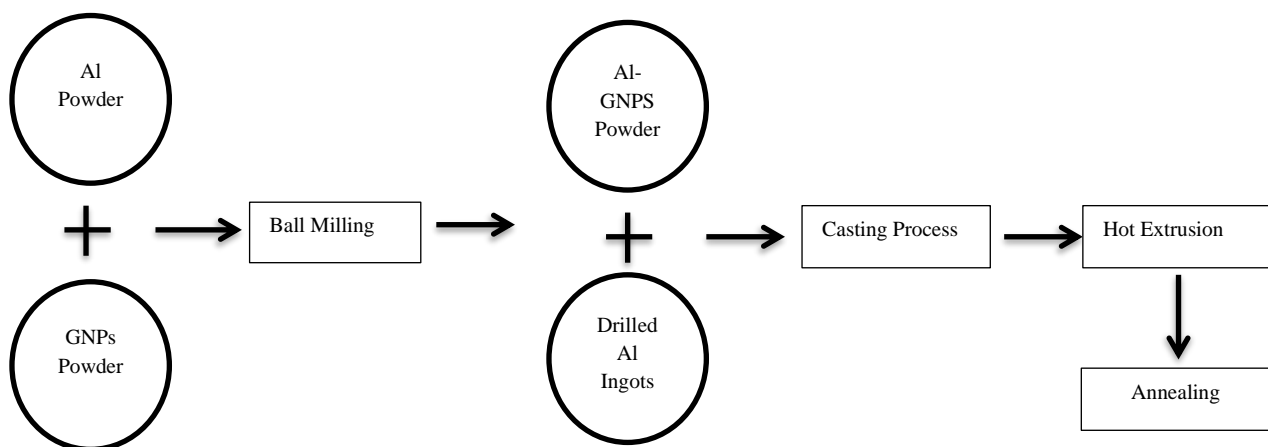 Al
Powder
GNPs
Powder
Ball Milling
Al-
GNPS
Powder
Drilled
Al
Ingots
Casting Process
Hot Extrusion
Annealing